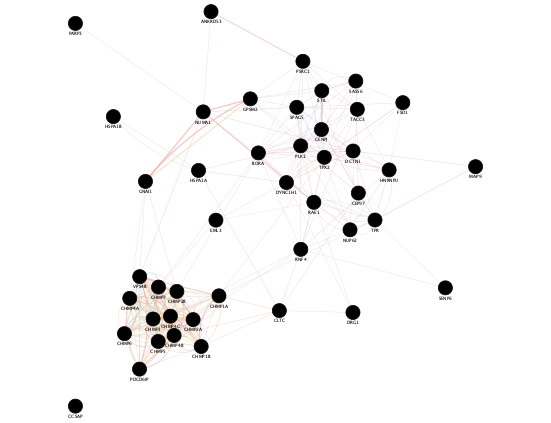 ANKRD53
PARP3
PSRC1
SASS6
STIL
GPSM2
FSD1
SPAG5
TACC3
NUMA1
HSPA1B
CENPJ
PLK1
BORA
TPX2
DCTN1
MAP9
HSPA1A
HNRNPU
GNAI1
DYNC1H1
CEP97
RAE1
EML3
TPR
NUP62
RNF4
VPS4B
CHMP7
SENP6
CHMP2B
CHMP1A
CHMP4A
CLTC
DRG1
CHMP3
CHMP4C
CHMP2A
CHMP6
CHMP4B
CHMP5
CHMP1B
PDCD6IP
CCSAP